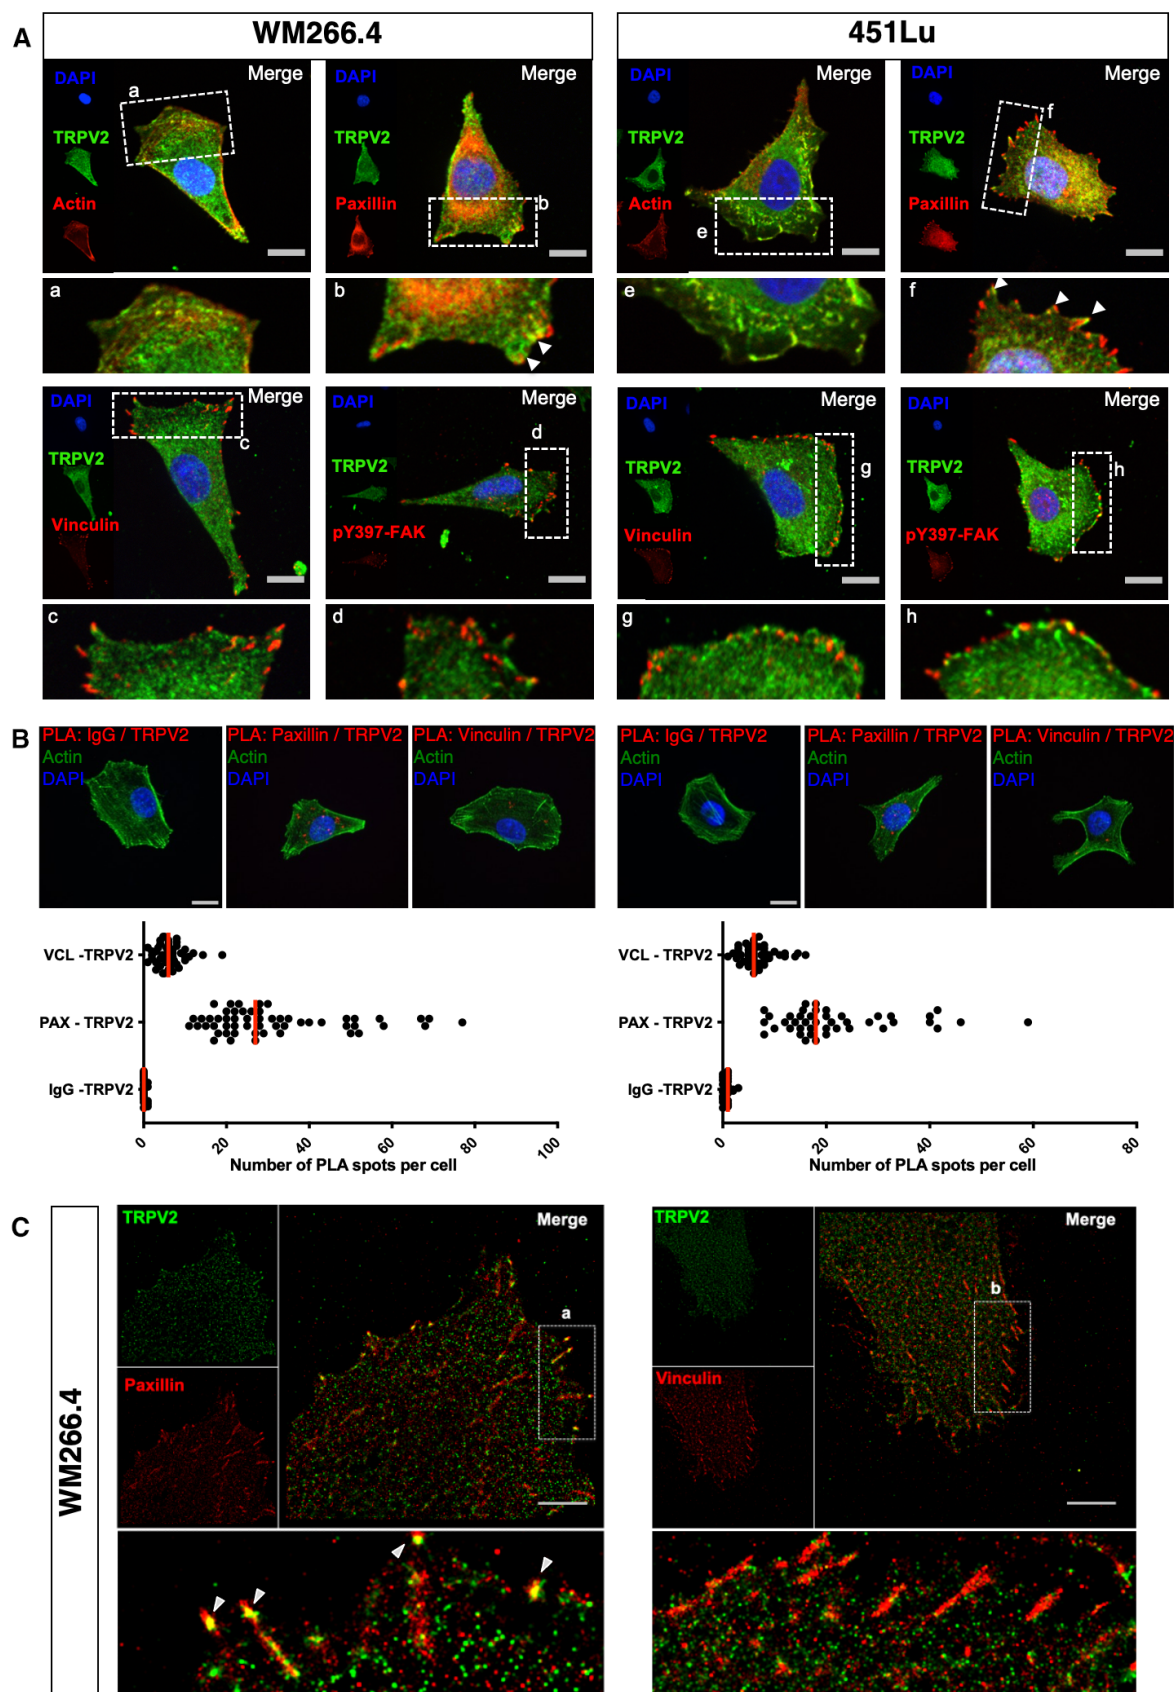 A
WM266.4
451Lu
DAPI
Merge
a
TRPV2
Actin
DAPI
Merge
TRPV2
Paxillin
b
DAPI
Merge
TRPV2
Actin
e
DAPI
Merge
f
TRPV2
Paxillin
a
b
e
f
DAPI
Merge
c
TRPV2
Vinculin
DAPI
Merge
d
TRPV2
pY397-FAK
DAPI
Merge
TRPV2
g
Vinculin
DAPI
Merge
TRPV2
h
pY397-FAK
c
d
g
h
B
PLA: IgG / TRPV2
Actin
DAPI
PLA: Paxillin / TRPV2
Actin
DAPI
PLA: Vinculin / TRPV2
Actin
DAPI
PLA: IgG / TRPV2
Actin
DAPI
PLA: Paxillin / TRPV2
Actin
DAPI
PLA: Vinculin / TRPV2
Actin
DAPI
VCL -TRPV2
PAX - TRPV2
IgG -TRPV2
0 20 40 60 80 100
Number of PLA spots per cell
VCL - TRPV2
PAX - TRPV2
IgG -TRPV2
0 20 40 60 80
Number of PLA spots per cell
C
WM266.4
TRPV2
Merge
a
Paxillin
TRPV2
Merge
b
Vinculin